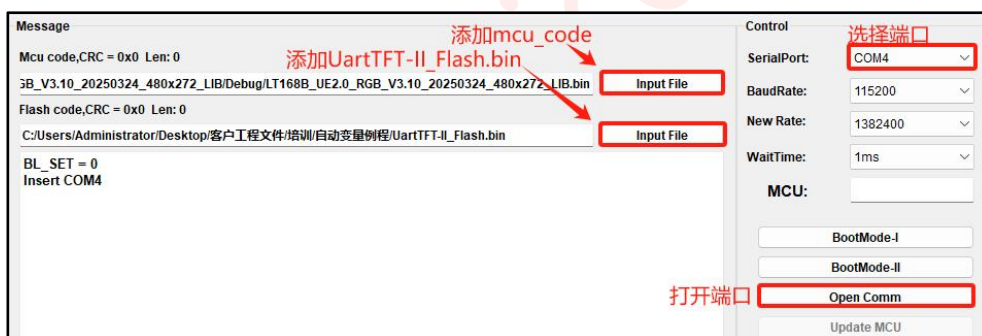 Message
添加mcu_code
Control
选择端口
Mcu code,CRC = 0x0 Len: 0
添加UartTFT-II_Flash.bin
SerialPort:
COM4
GB_V3.10_20250324_480x272_LIB/Debug/LT168B_UE2.0_RGB_V3.10_20250324_480x272_LIB.bin
Input File
BaudRate:
115200
Flash code,CRC = 0x0 Len: 0
New Rate:
1382400
C:/Users/Administrator/Desktop/客户工程文件/培训/自动变量例程/UartTFT-II_Flash.bin
Input File
WaitTime:
1ms
BL_SET = 0
Insert COM4
MCU:
BootMode-I
BootMode-II
打开端口
Open Comm
Update MCU